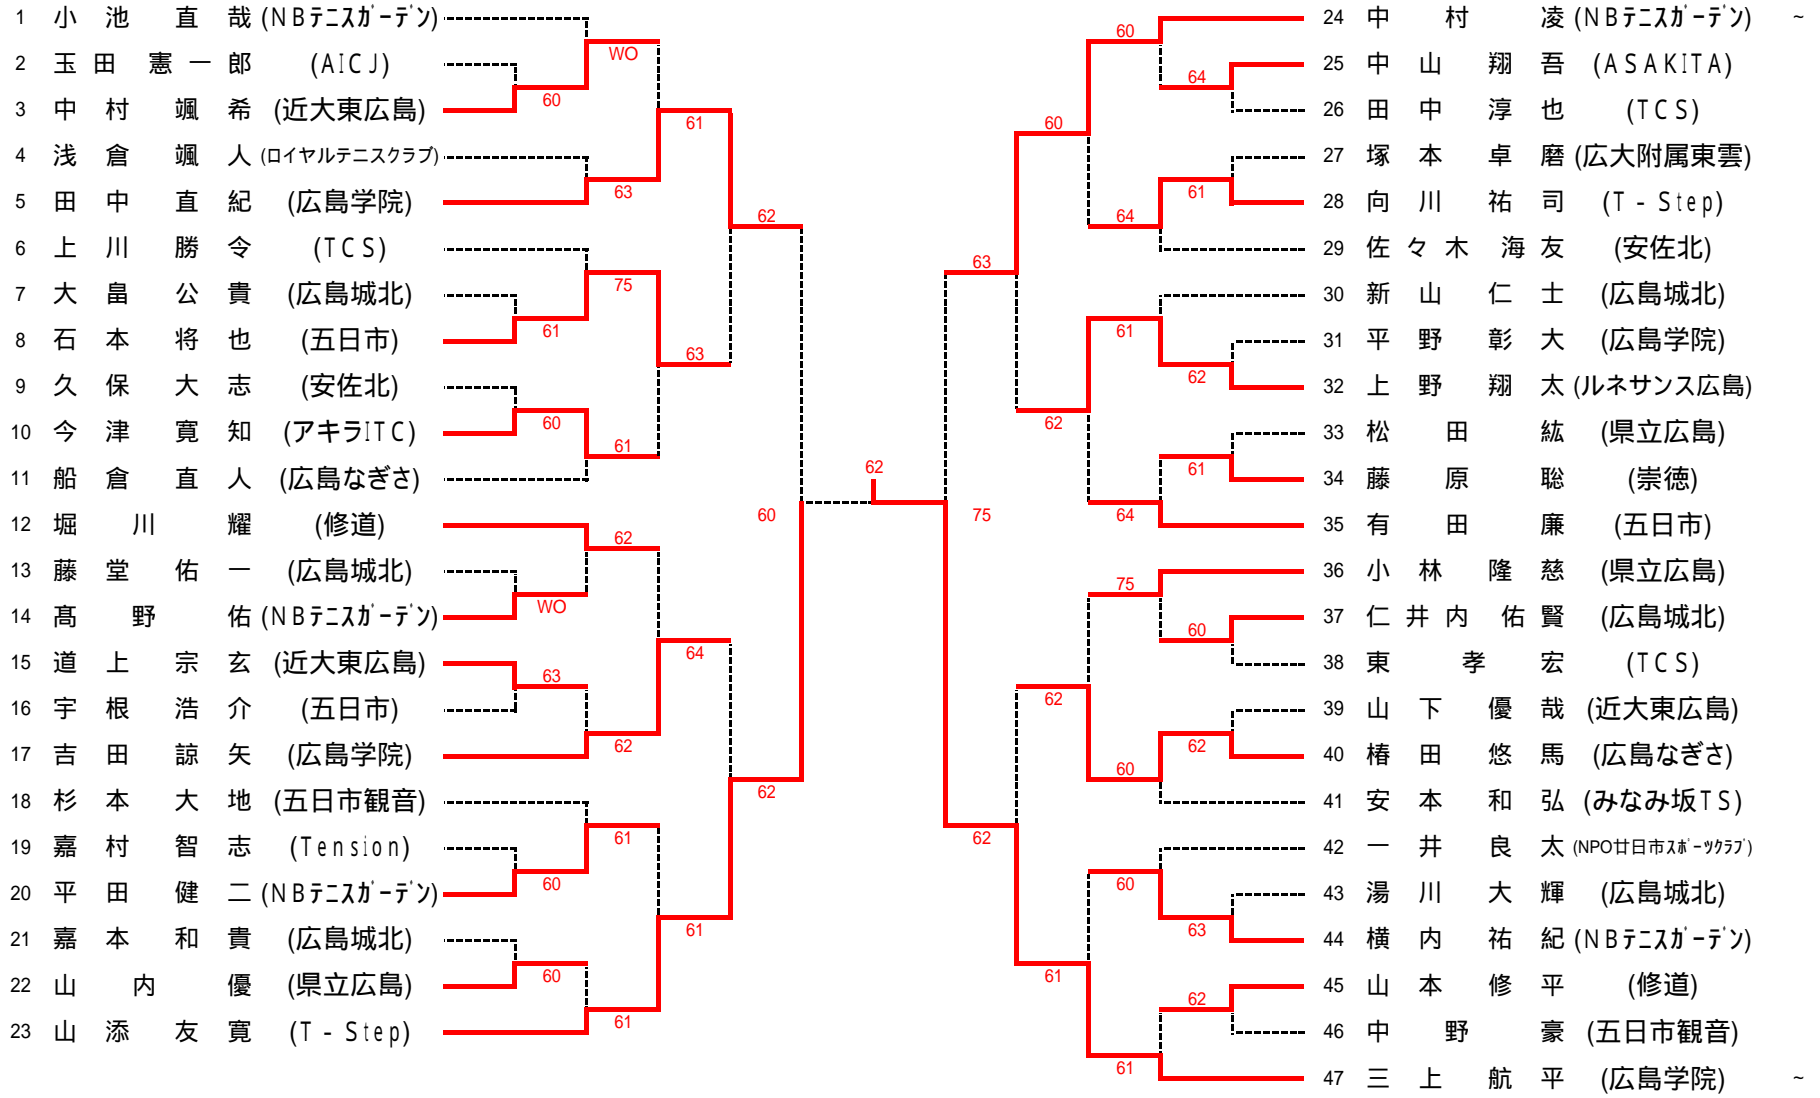 1 小池直哉 (NBテニスガーデン)
2 玉田憲一郎 (AICJ)
3 中村颯希 (近大東広島)
4 浅倉颯人 (ロイヤルテニスクラブ)
5 田中直紀 (広島学院)
6 上川勝令 (TCS)
7 大畠公貴 (広島城北)
8 石本将也 (五日市)
9 久保大志 (安佐北)
10 今津寛知 (アキラITC)
11 船倉直人 (広島なぎさ)
12 堀川耀 (修道)
13 藤堂佑一 (広島城北)
14 髙野佑 (NBテニスガーデン)
15 道上宗玄 (近大東広島)
16 宇根浩介 (五日市)
17 吉田諒矢 (広島学院)
18 杉本大地 (五日市観音)
19 嘉村智志 (Tension)
20 平田健二 (NBテニスガーデン)
21 嘉本和貴 (広島城北)
22 山内優 (県立広島)
23 山添友寛 (T-Step)
WO
60
63
75
61
60
61
62
WO
63
62
61
60
60
61
61
63
64
61
62
62
60
62
75
63
62
60
62
62
61
60
64
61
64
61
62
61
64
75
60
60
62
60
63
62
61
24 中村凌 (NBテニスガーデン) ~
25 中山翔吾 (ASAKITA)
26 田中淳也 (TCS)
27 塚本卓磨 (広大附属東雲)
28 向川祐司 (T-Step)
29 佐々木海友 (安佐北)
30 新山仁士 (広島城北)
31 平野彰大 (広島学院)
32 上野翔太 (ルネサンス広島)
33 松田紘 (県立広島)
34 藤原聡 (崇徳)
35 有田廉 (五日市)
36 小林隆慈 (県立広島)
37 仁井内佑賢 (広島城北)
38 東孝宏 (TCS)
39 山下優哉 (近大東広島)
40 椿田悠馬 (広島なぎさ)
41 安本和弘 (みなみ坂TS)
42 一井良太 (NPO廿日市スポーツクラブ)
43 湯川大輝 (広島城北)
44 横内祐紀 (NBテニスガーデン)
45 山本修平 (修道)
46 中野豪 (五日市観音)
47 三上航平 (広島学院) ~